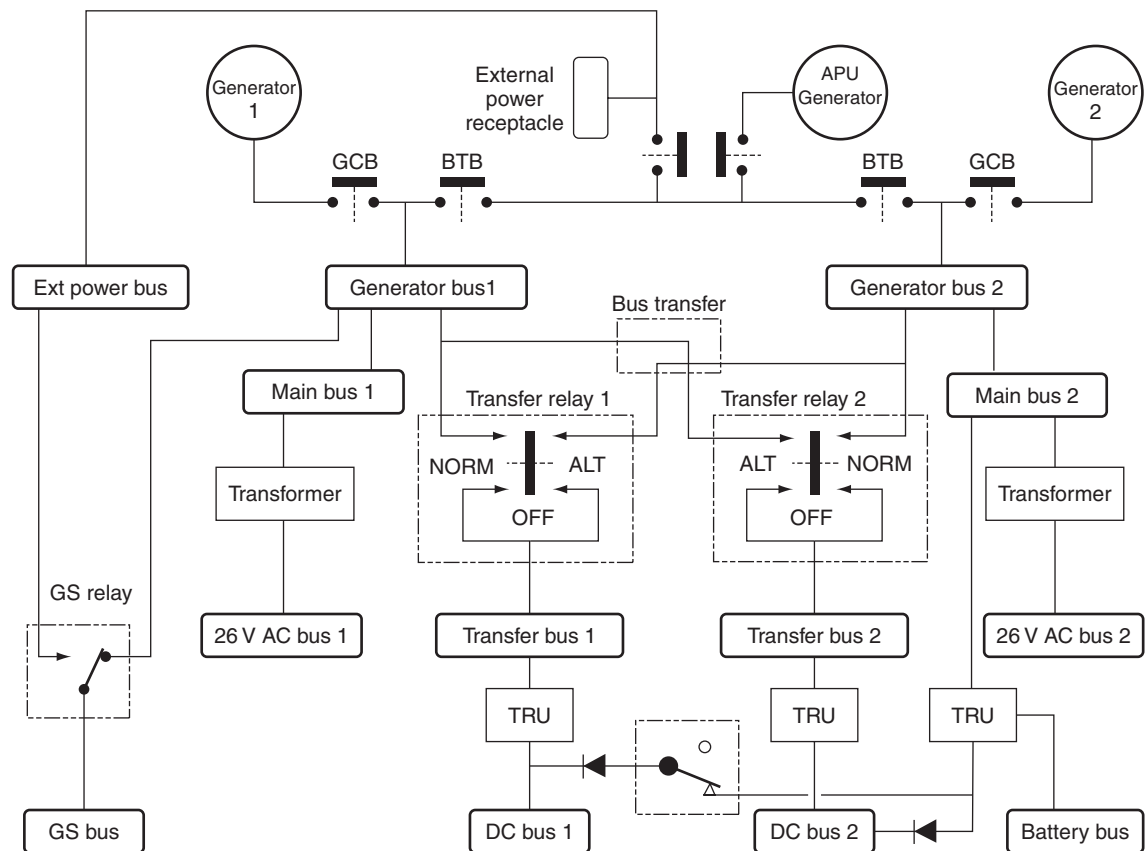 Generator
1
External
power
receptacle
APU
Generator
Generator
2
GCB
BTB
BTB
GCB
Ext power bus
Generator bus1
Generator bus 2
Bus transfer
Main bus 1
Transfer relay 1
Transfer relay 2
Main bus 2
NORM
ALT
ALT
NORM
Transformer
OFF
OFF
Transformer
GS relay
26 V AC bus 1
Transfer bus 1
Transfer bus 2
26 V AC bus 2
TRU
TRU
TRU
GS bus
DC bus 1
DC bus 2
Battery bus